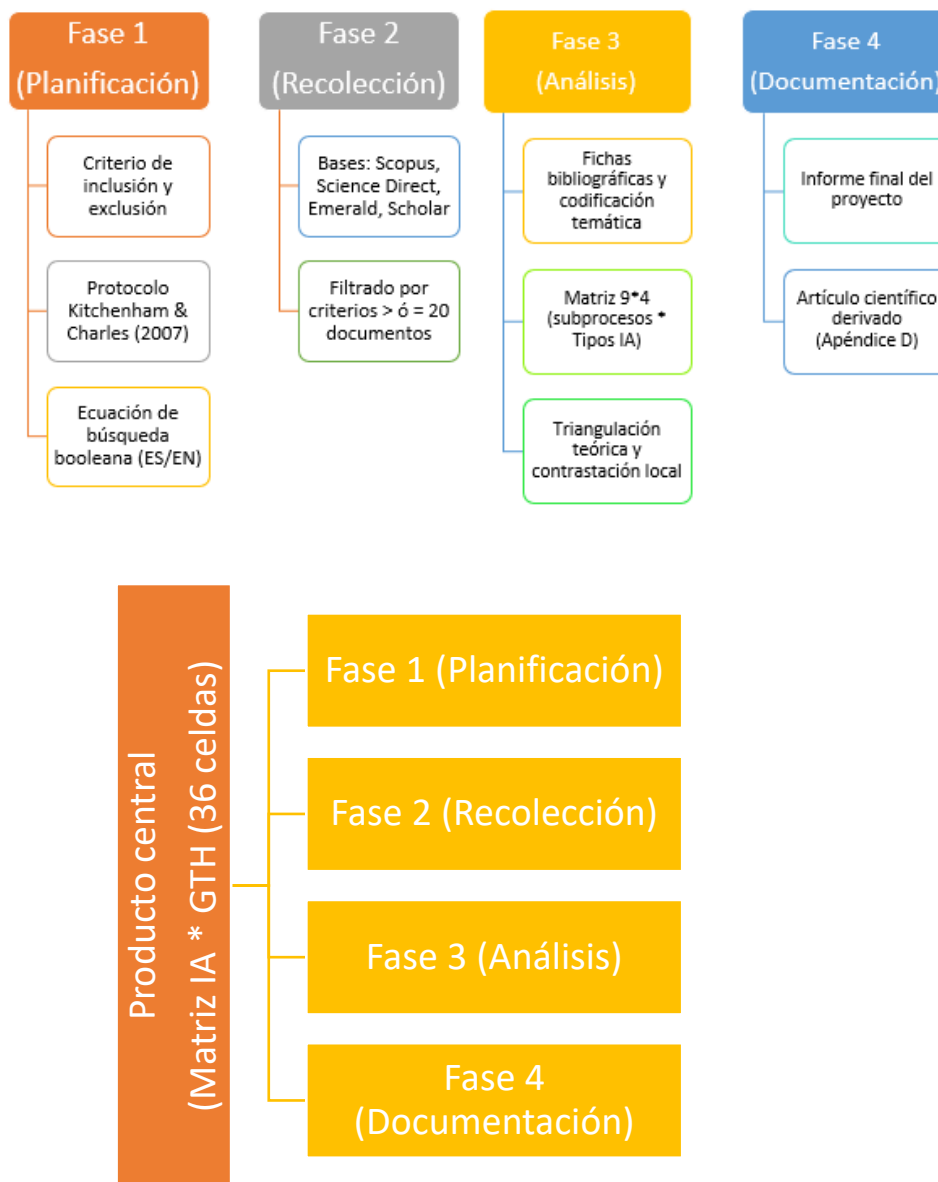 Fase 1
(Planificación)
Criterio de
inclusión y
exclusión
Protocolo
Kitchenham &
Charles (2007)
Ecuación de
búsqueda
booleana (ES/EN)
Fase 2
(Recolección)
Bases: Scopus,
Science Direct,
Emerald, Scholar
Filtrado por
criterios > ó = 20
documentos
Fase 3
(Análisis)
Fichas
bibliográficas y
codificación
temática
Matriz 9*4
(subprocesos *
Tipos IA)
Triangulación
teórica y
contrastación local
Fase 4
(Documentación)
Informe final del
proyecto
Artículo científico
derivado
(Apéndice D)
Producto central
(Matriz IA * GTH (36 celdas)
Fase 1 (Planificación)
Fase 2 (Recolección)
Fase 3 (Análisis)
Fase 4
(Documentación)